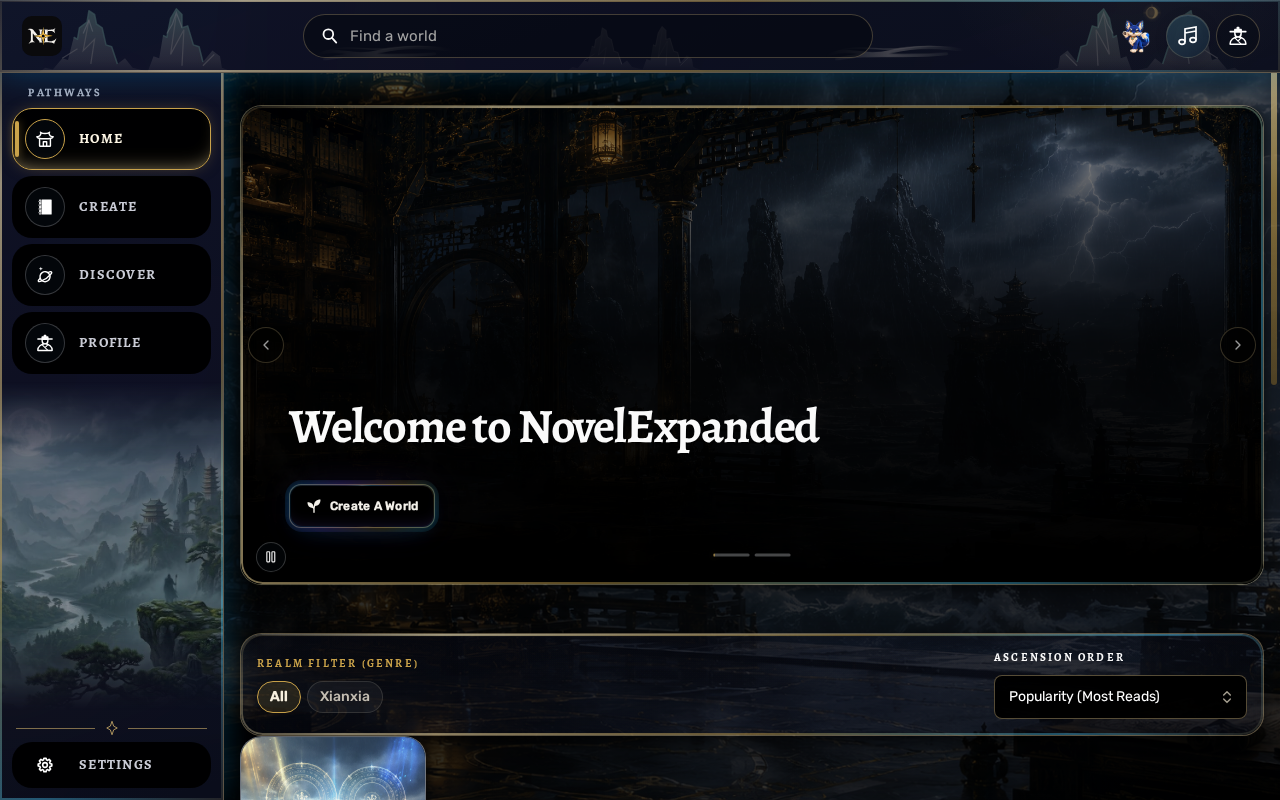 NE
Find a world
PATHWAYS
HOME
CREATE
DISCOVER
PROFILE
SETTINGS
Welcome to NovelExpanded
Create A World
REALM FILTER (GENRE)
All
Xianxia
ASCENSION ORDER
Popularity (Most Reads)